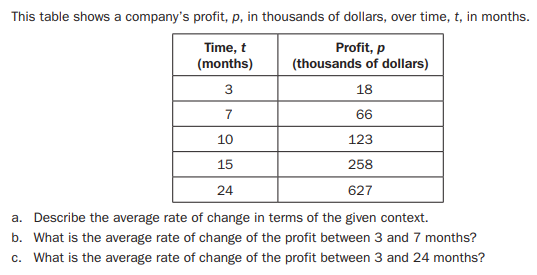 This table shows a company's profit, p, in thousands of dollars, over time, t, in months.
Time, t (months) Profit, p (thousands of dollars)
3 18
7 66
10 123
15 258
24 627
a. Describe the average rate of change in terms of the given context.
b. What is the average rate of change of the profit between 3 and 7 months?
c. What is the average rate of change of the profit between 3 and 24 months?